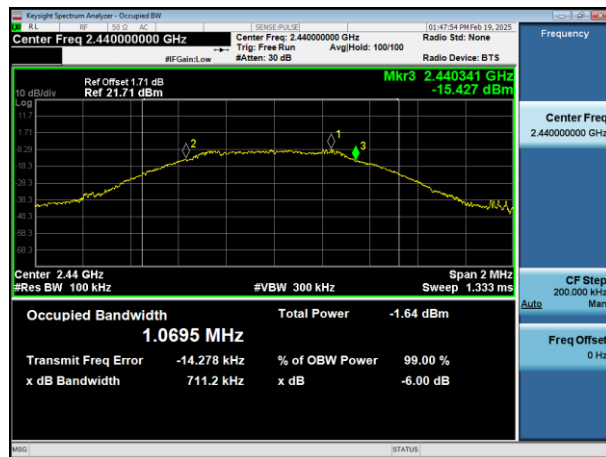 Keysight Spectrum Analyzer - Occupied BW
RL RF 50 Ω AC SENSE:PULSE 01:47:54 PM Feb 19, 2025
Center Freq 2.440000000 GHz
Center Freq: 2.440000000 GHz Radio Std: None
Trig: Free Run Avg|Hold: 100/100
#IFGain:Low #Atten: 30 dB Radio Device: BTS
Frequency
Ref Offset 1.71 dB Mkr3 2.440341 GHz
10 dB/div Ref 21.71 dBm -15.427 dBm
Log
11.7
1.71
-8.29
-18.3
-28.3
-38.3
-48.3
-58.3
-68.3
1
2
3
Center 2.44 GHz Span 2 MHz
#Res BW 100 kHz #VBW 300 kHz Sweep 1.333 ms
Occupied Bandwidth Total Power -1.64 dBm
1.0695 MHz
Transmit Freq Error -14.278 kHz % of OBW Power 99.00 %
x dB Bandwidth 711.2 kHz x dB -6.00 dB
Center Freq
2.440000000 GHz
CF Step
200.000 kHz
Auto Man
Freq Offset
0 Hz
MSG STATUS